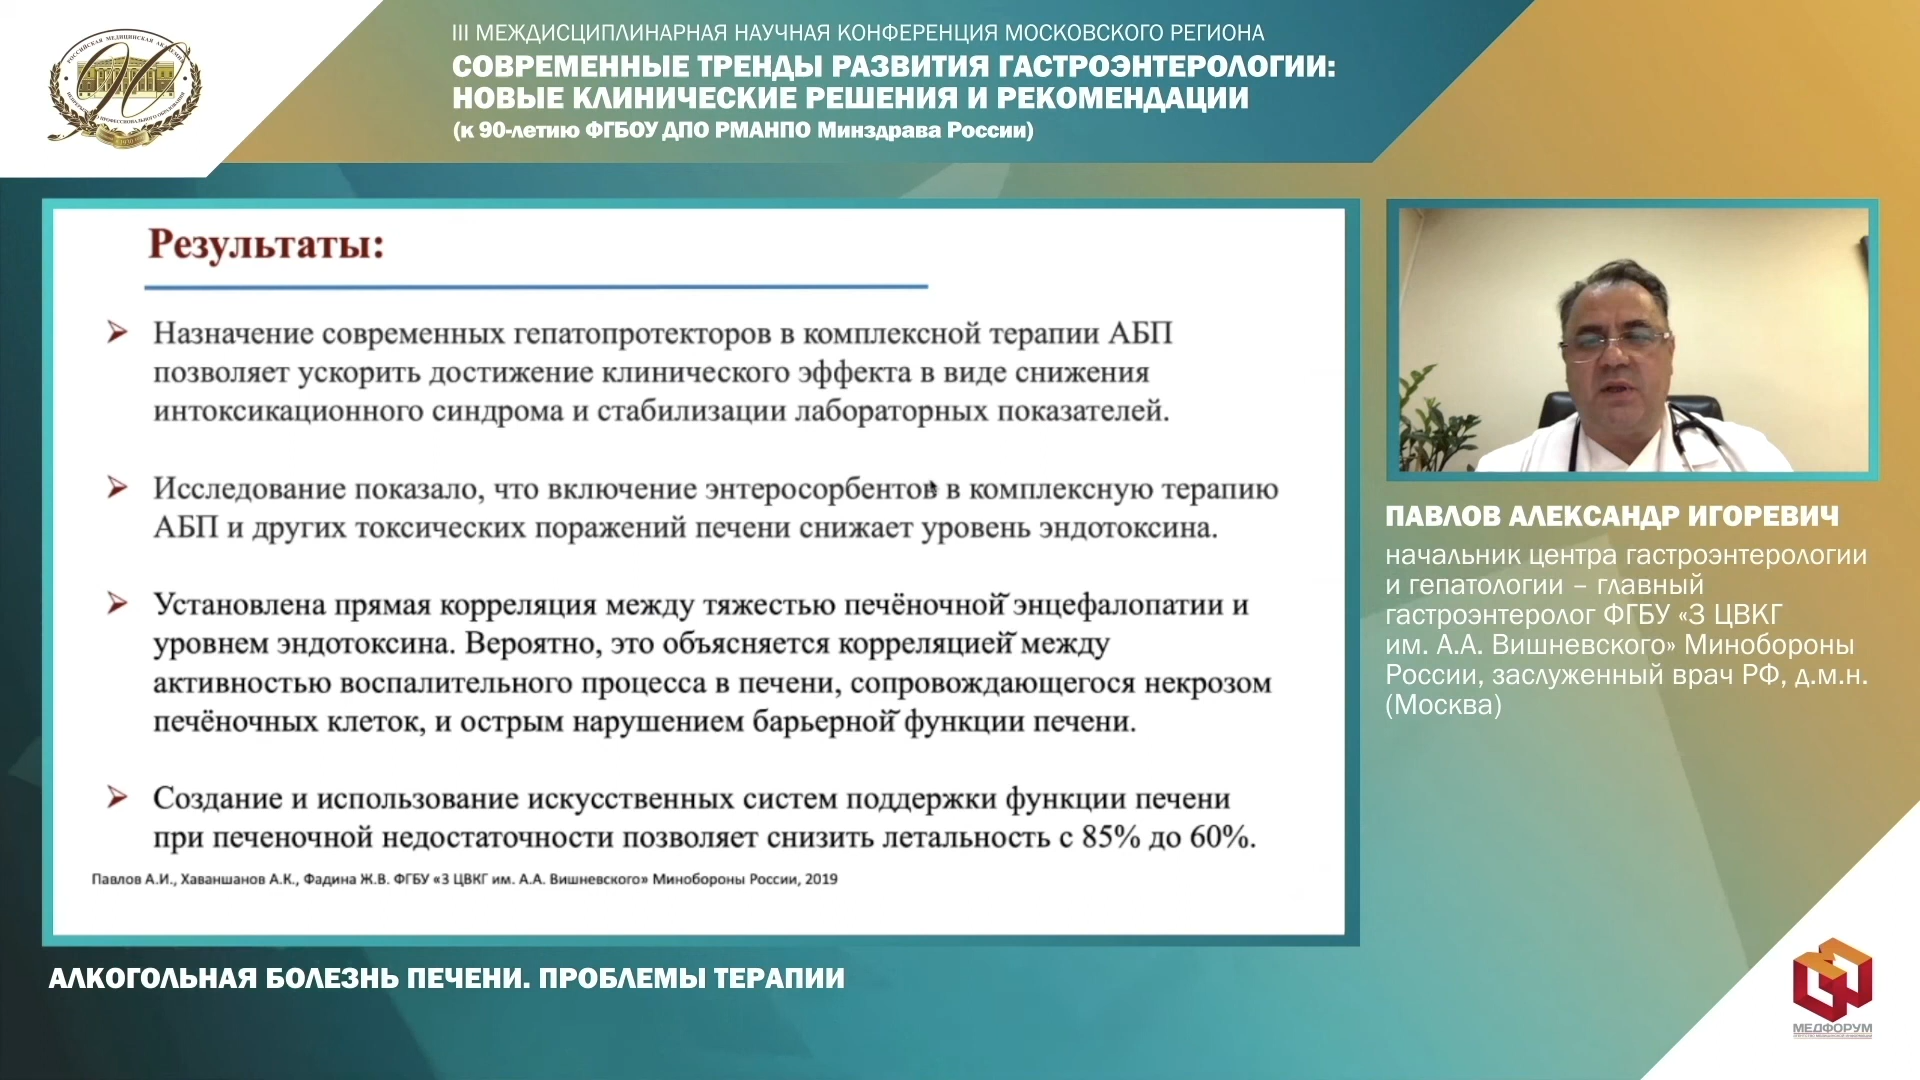 III МЕЖДИСЦИПЛИНАРНАЯ НАУЧНАЯ КОНФЕРЕНЦИЯ МОСКОВСКОГО РЕГИОНА
СОВРЕМЕННЫЕ ТРЕНДЫ РАЗВИТИЯ ГАСТРОЭНТЕРОЛОГИИ:
НОВЫЕ КЛИНИЧЕСКИЕ РЕШЕНИЯ И РЕКОМЕНДАЦИИ
(к 90-летию ФГБОУ ДПО РМАНПО Минздрава России)
Результаты:
Назначение современных гепатопротекторов в комплексной терапии АБП
позволяет ускорить достижение клинического эффекта в виде снижения
интоксикационного синдрома и стабилизации лабораторных показателей.
Исследование показало, что включение энтеросорбентов в комплексную терапию
АБП и других токсических поражений печени снижает уровень эндотоксина.
Установлена прямая корреляция между тяжестью печёночной энцефалопатии и
уровнем эндотоксина. Вероятно, это объясняется корреляцией между
активностью воспалительного процесса в печени, сопровождающегося некрозом
печёночных клеток, и острым нарушением барьерной функции печени.
Создание и использование искусственных систем поддержки функции печени
при печеночной недостаточности позволяет снизить летальность с 85% до 60%.
Павлов А.И., Хаваншанов А.К., Фадина Ж.В. ФГБУ «3 ЦВКГ им. А.А. Вишневского» Минобороны России, 2019
ПАВЛОВ АЛЕКСАНДР ИГОРЕВИЧ
начальник центра гастроэнтерологии
и гепатологии – главный
гастроэнтеролог ФГБУ «3 ЦВКГ
им. А.А. Вишневского» Минобороны
России, заслуженный врач РФ, д.м.н.
(Москва)
АЛКОГОЛЬНАЯ БОЛЕЗНЬ ПЕЧЕНИ. ПРОБЛЕМЫ ТЕРАПИИ
МЕДФОРУМ